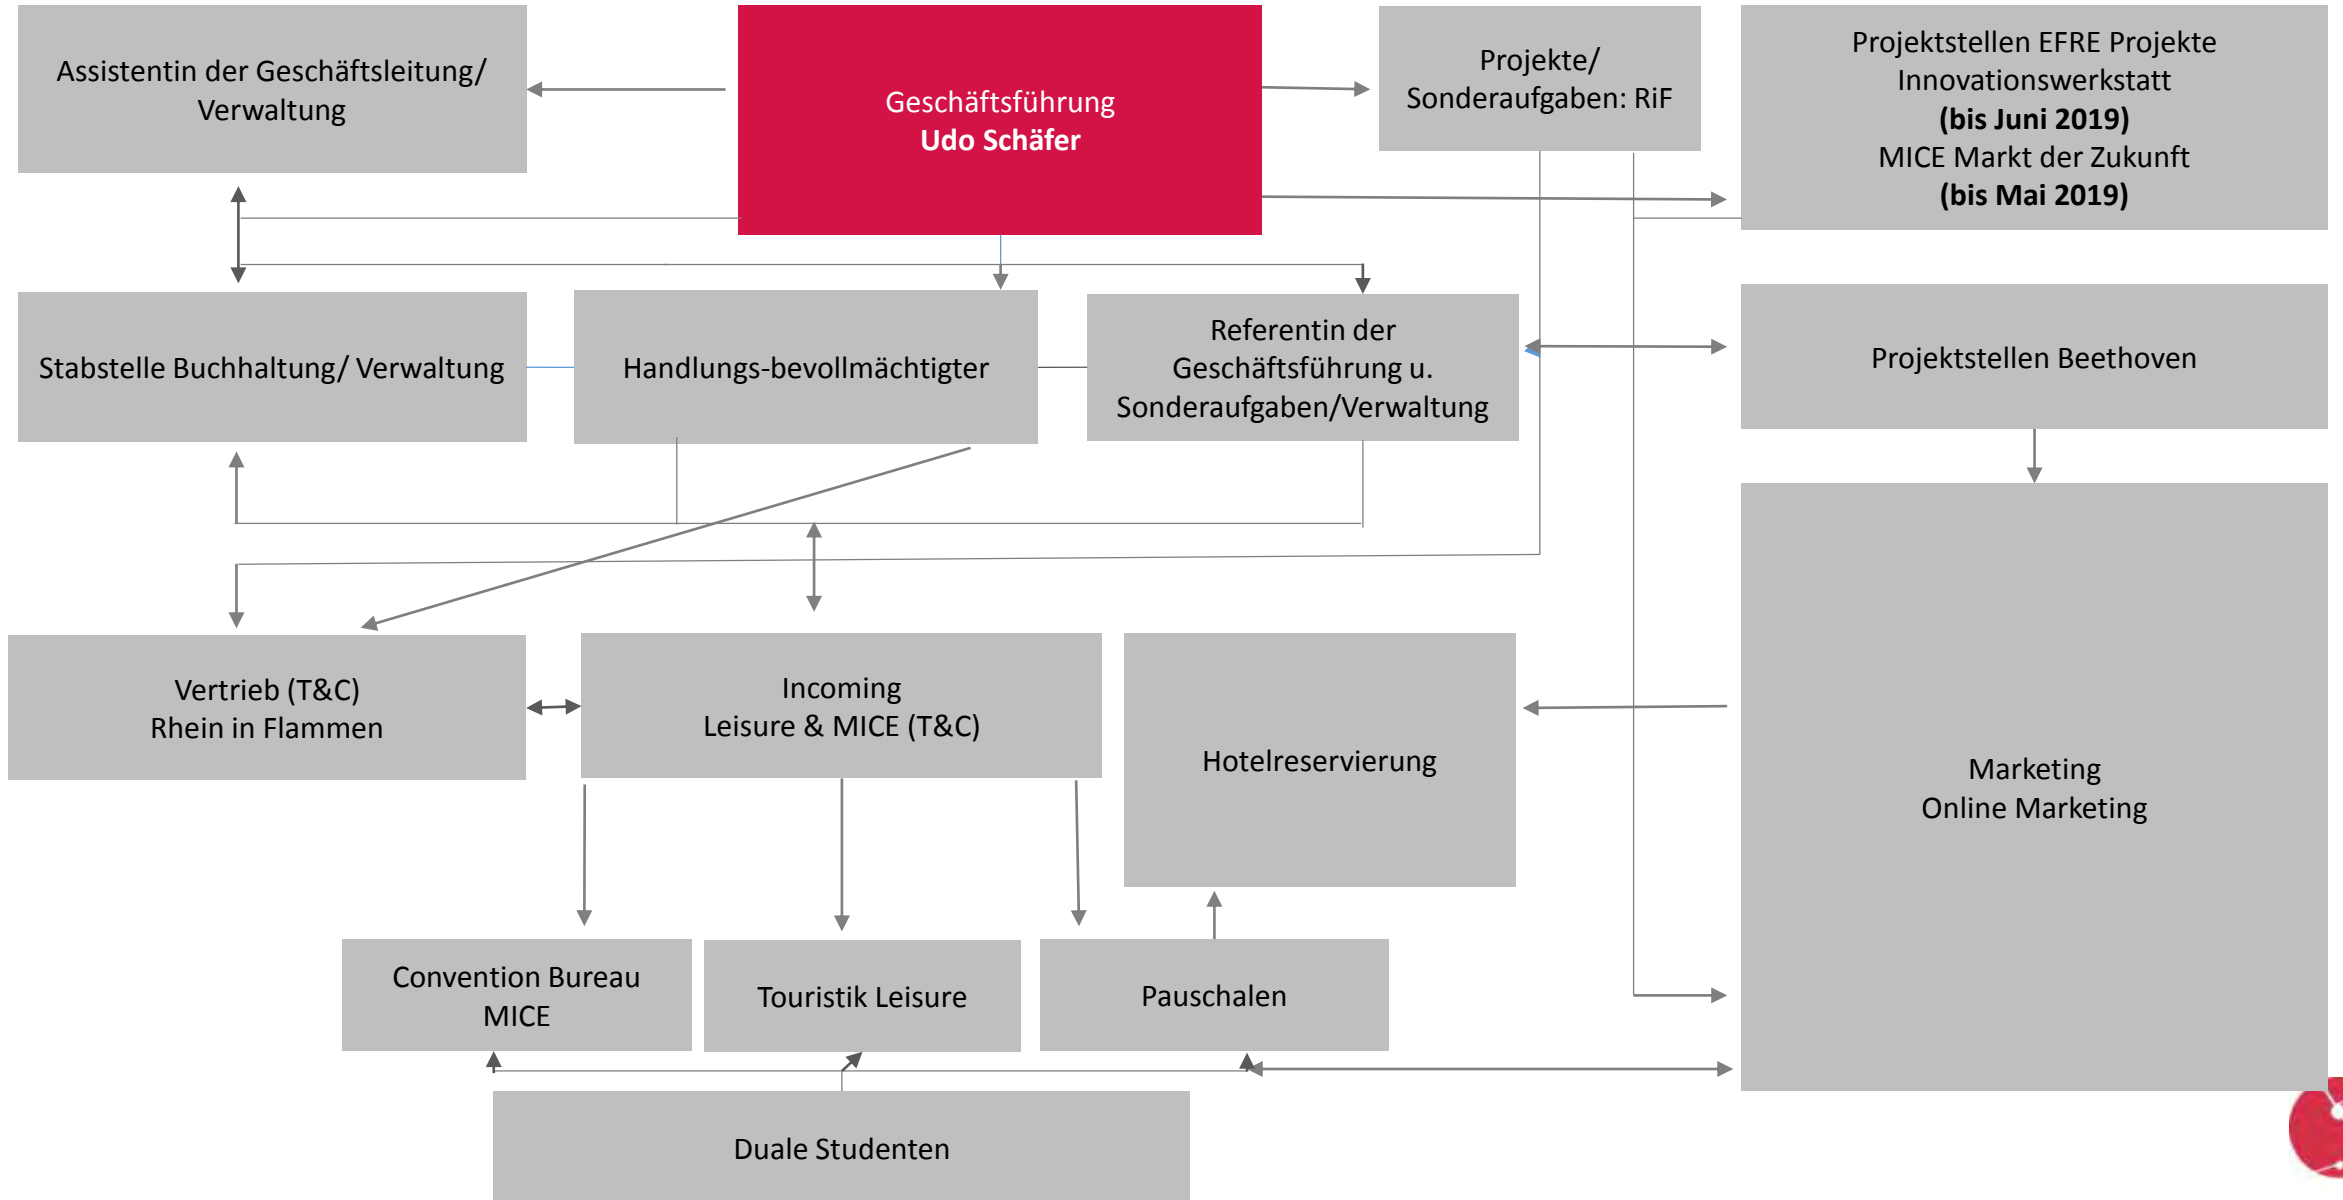 Assistentin der Geschäftsleitung/
Verwaltung
Geschäftsführung
Udo Schäfer
Projekte/
Sonderaufgaben: RiF
Projektstellen EFRE Projekte
Innovationswerkstatt
(bis Juni 2019)
MICE Markt der Zukunft
(bis Mai 2019)
Stabstelle Buchhaltung/ Verwaltung
Handlungs-bevollmächtigter
Referentin der
Geschäftsführung u.
Sonderaufgaben/Verwaltung
Projektstellen Beethoven
Vertrieb (T&C)
Rhein in Flammen
Incoming
Leisure & MICE (T&C)
Hotelreservierung
Marketing
Online Marketing
Convention Bureau
MICE
Touristik Leisure
Pauschalen
Duale Studenten